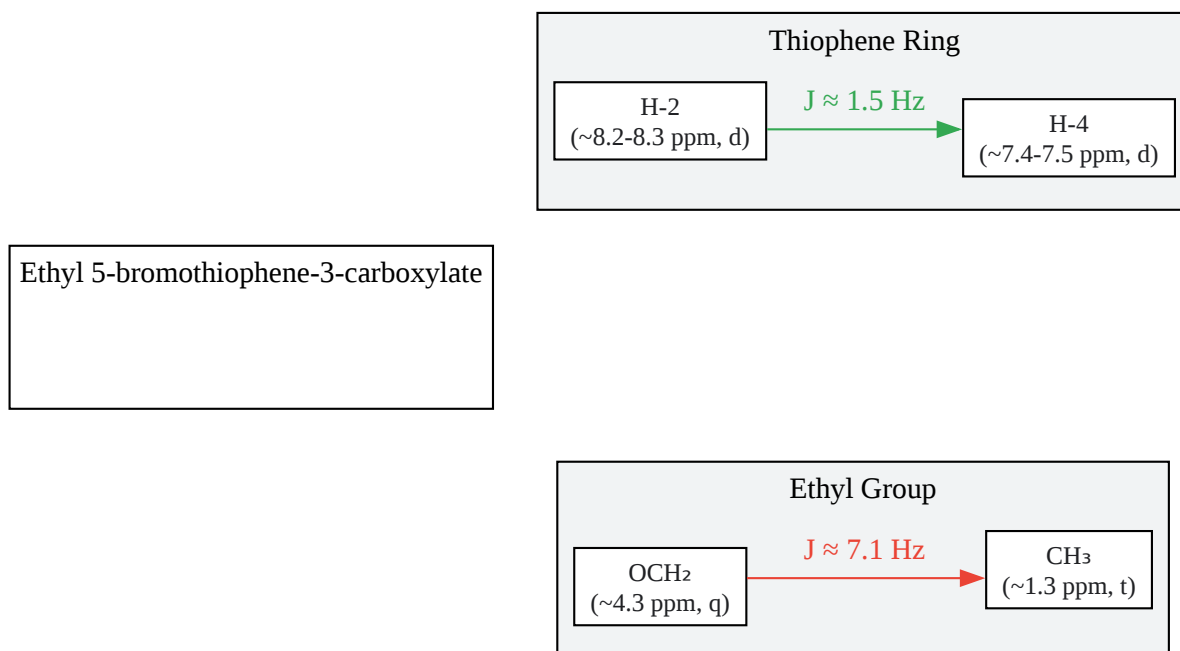 Thiophene Ring
H-2
(~8.2-8.3 ppm, d)
J ≈ 1.5 Hz
H-4
(~7.4-7.5 ppm, d)
Ethyl 5-bromothiophene-3-carboxylate
Ethyl Group
OCH₂
(~4.3 ppm, q)
J ≈ 7.1 Hz
CH₃
(~1.3 ppm, t)